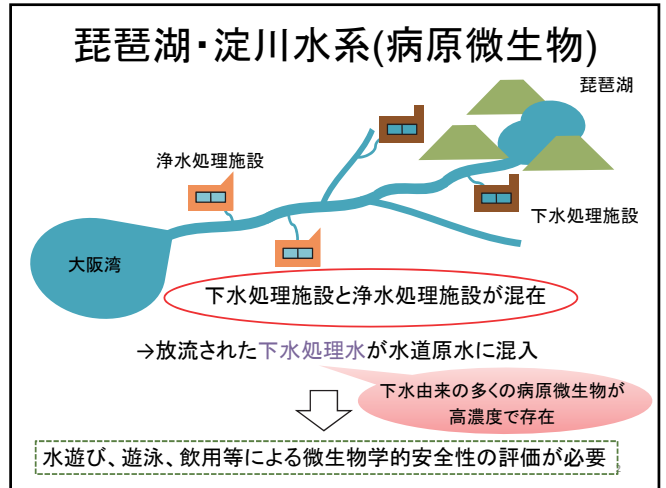 琵琶湖・淀川水系(病原微生物)
琵琶湖
浄水処理施設
下水処理施設
大阪湾
下水処理施設と浄水処理施設が混在
→放流された下水処理水が水道原水に混入
下水由来の多くの病原微生物が
高濃度で存在
水遊び、遊泳、飲用等による微生物学的安全性の評価が必要
2